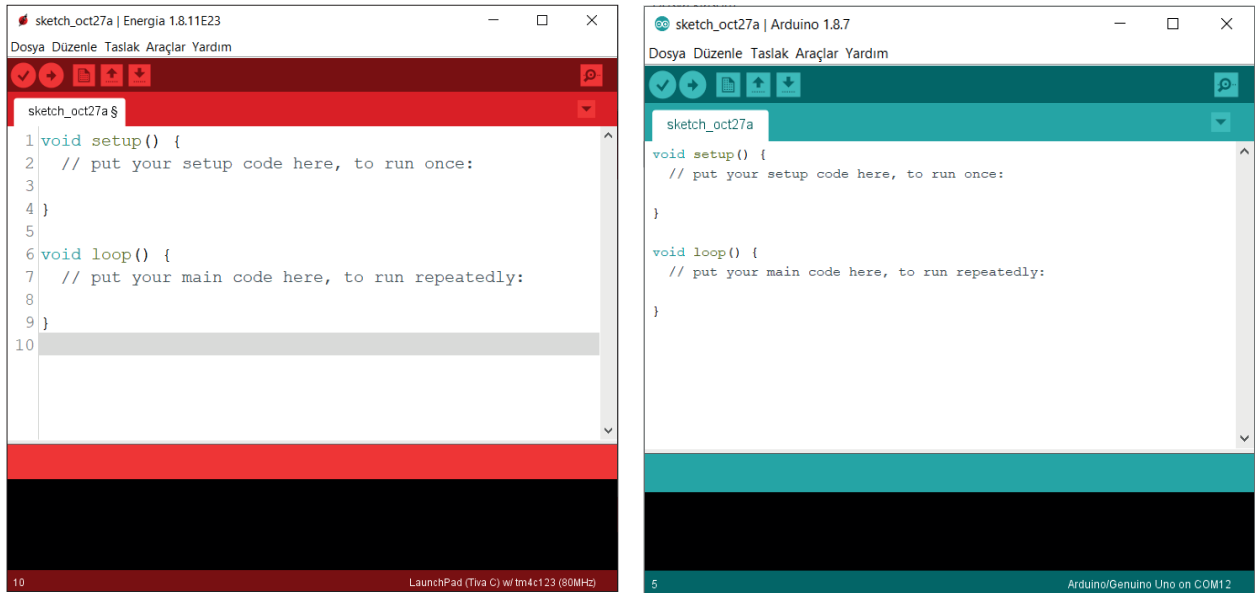 sketch_oct27a | Energia 1.8.11E23
Dosya Düzenle Taslak Araçlar Yardım
sketch_oct27a §
1 void setup() {
2 // put your setup code here, to run once:
3
4 }
5
6 void loop() {
7 // put your main code here, to run repeatedly:
8
9 }
10
10 LaunchPad (Tiva C) w/ tm4c123 (80MHz)
sketch_oct27a | Arduino 1.8.7
Dosya Düzenle Taslak Araçlar Yardım
sketch_oct27a
void setup() {
// put your setup code here, to run once:
}
void loop() {
// put your main code here, to run repeatedly:
}
5 Arduino/Genuino Uno on COM12